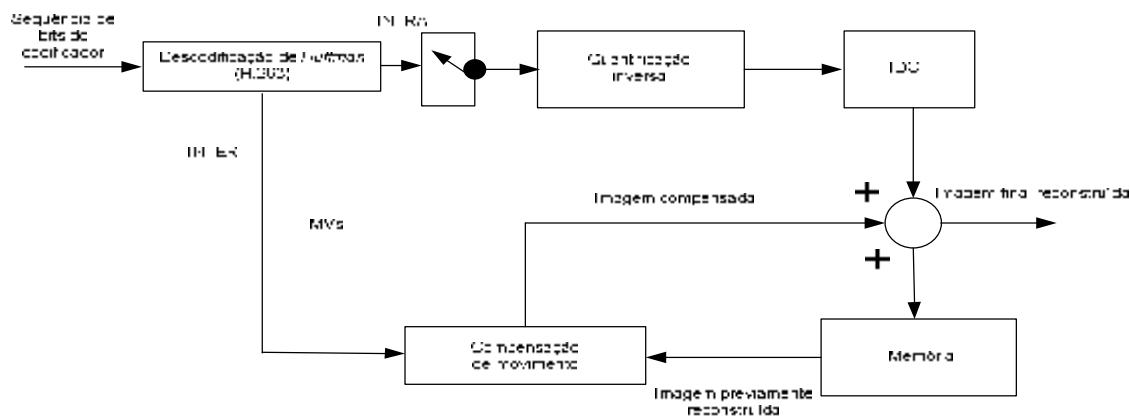 Sequência de
bits do
codificador
Descodificação de Huffman
(H.263)
INTRA
Quantificação
inversa
IDC
INTER
MVs
Imagem compensada
+
+
Imagem final reconstruída
Compensação
de movimento
Memória
Imagem previamente
reconstruída